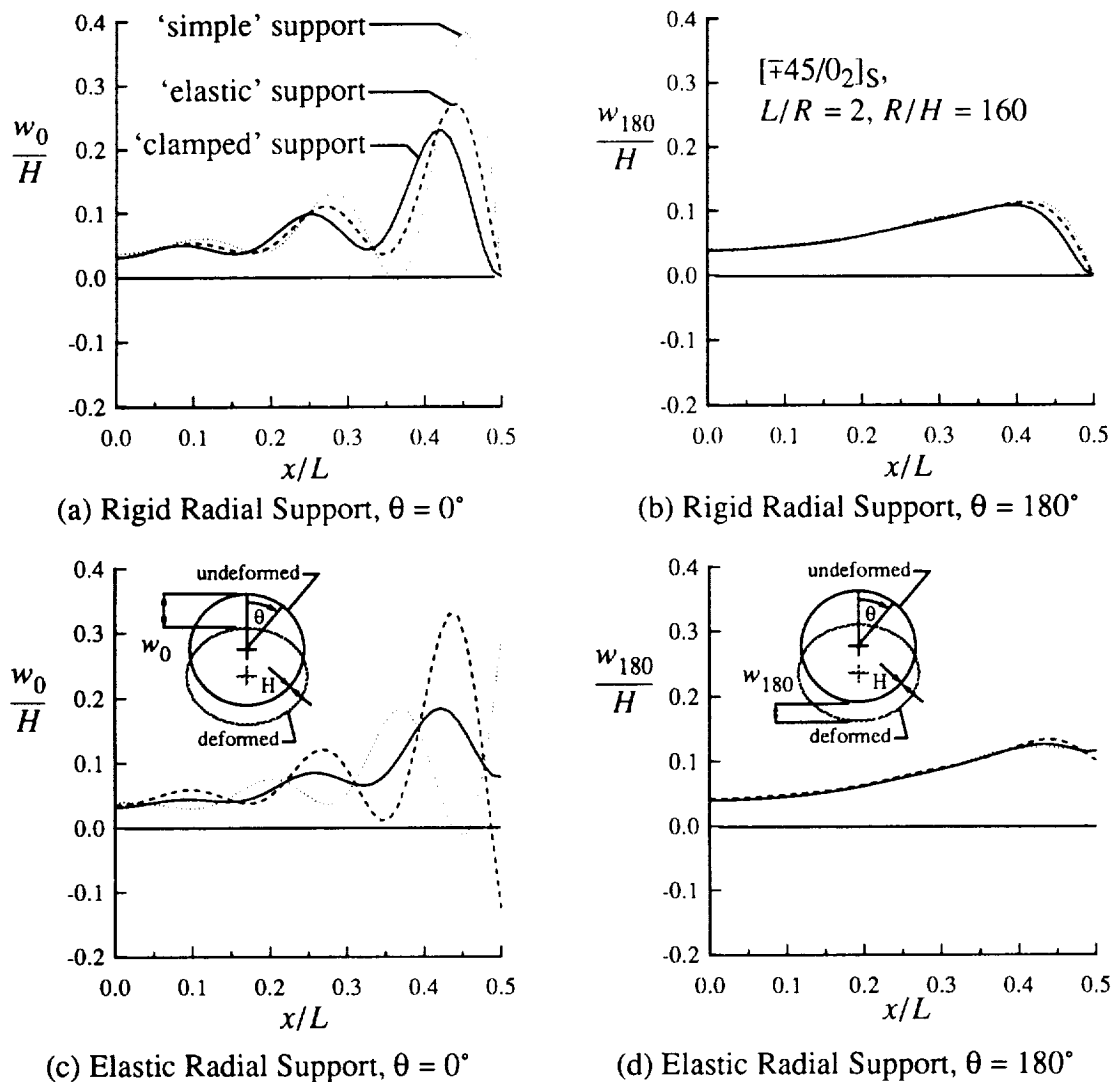 0.4
0.3
0.2
0.1
0.0
-0.1
-0.2
w₀
H
'simple' support
'elastic' support
'clamped' support
0.0 0.1 0.2 0.3 0.4 0.5
x/L
(a) Rigid Radial Support, θ = 0°
0.4
0.3
0.2
0.1
0.0
-0.1
-0.2
w₁₈₀
H
[∓45/0₂]S,
L/R = 2, R/H = 160
0.0 0.1 0.2 0.3 0.4 0.5
x/L
(b) Rigid Radial Support, θ = 180°
0.4
0.3
0.2
0.1
0.0
-0.1
-0.2
w₀
H
undeformed
θ
w₀
H
deformed
0.0 0.1 0.2 0.3 0.4 0.5
x/L
(c) Elastic Radial Support, θ = 0°
0.4
0.3
0.2
0.1
0.0
-0.1
-0.2
w₁₈₀
H
undeformed
θ
w₁₈₀
H
deformed
0.0 0.1 0.2 0.3 0.4 0.5
x/L
(d) Elastic Radial Support, θ = 180°